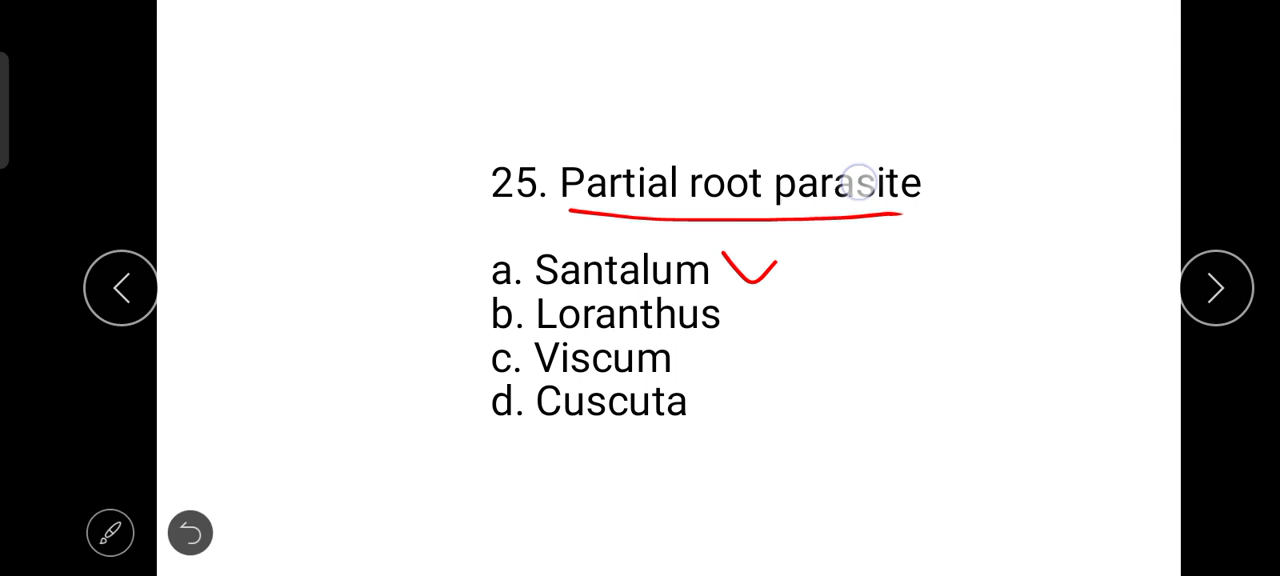 25. Partial root parasite
a. Santalum
b. Loranthus
c. Viscum
d. Cuscuta